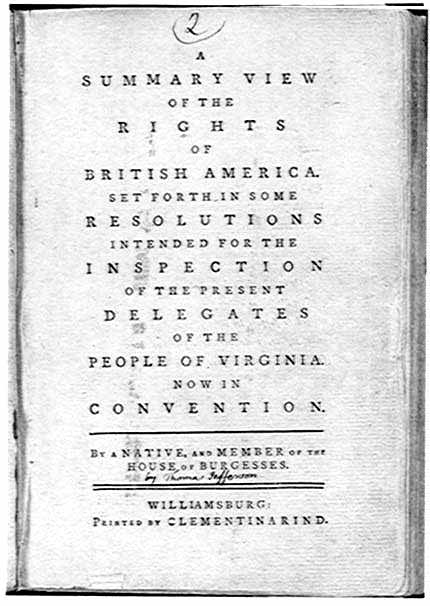 2
A
SUMMARY VIEW
OF THE
RIGHTS
OF
BRITISH AMERICA.
SET FORTH IN SOME
RESOLUTIONS
INTENDED FOR THE
INSPECTION
OF THE PRESENT
DELEGATES
OF THE
PEOPLE OF VIRGINIA.
NOW IN
CONVENTION.
BY A NATIVE, AND MEMBER OF THE
HOUSE OF BURGESSES.
by Thomas Jefferson
WILLIAMSBURG:
PRINTED BY CLEMENTINA RIND.